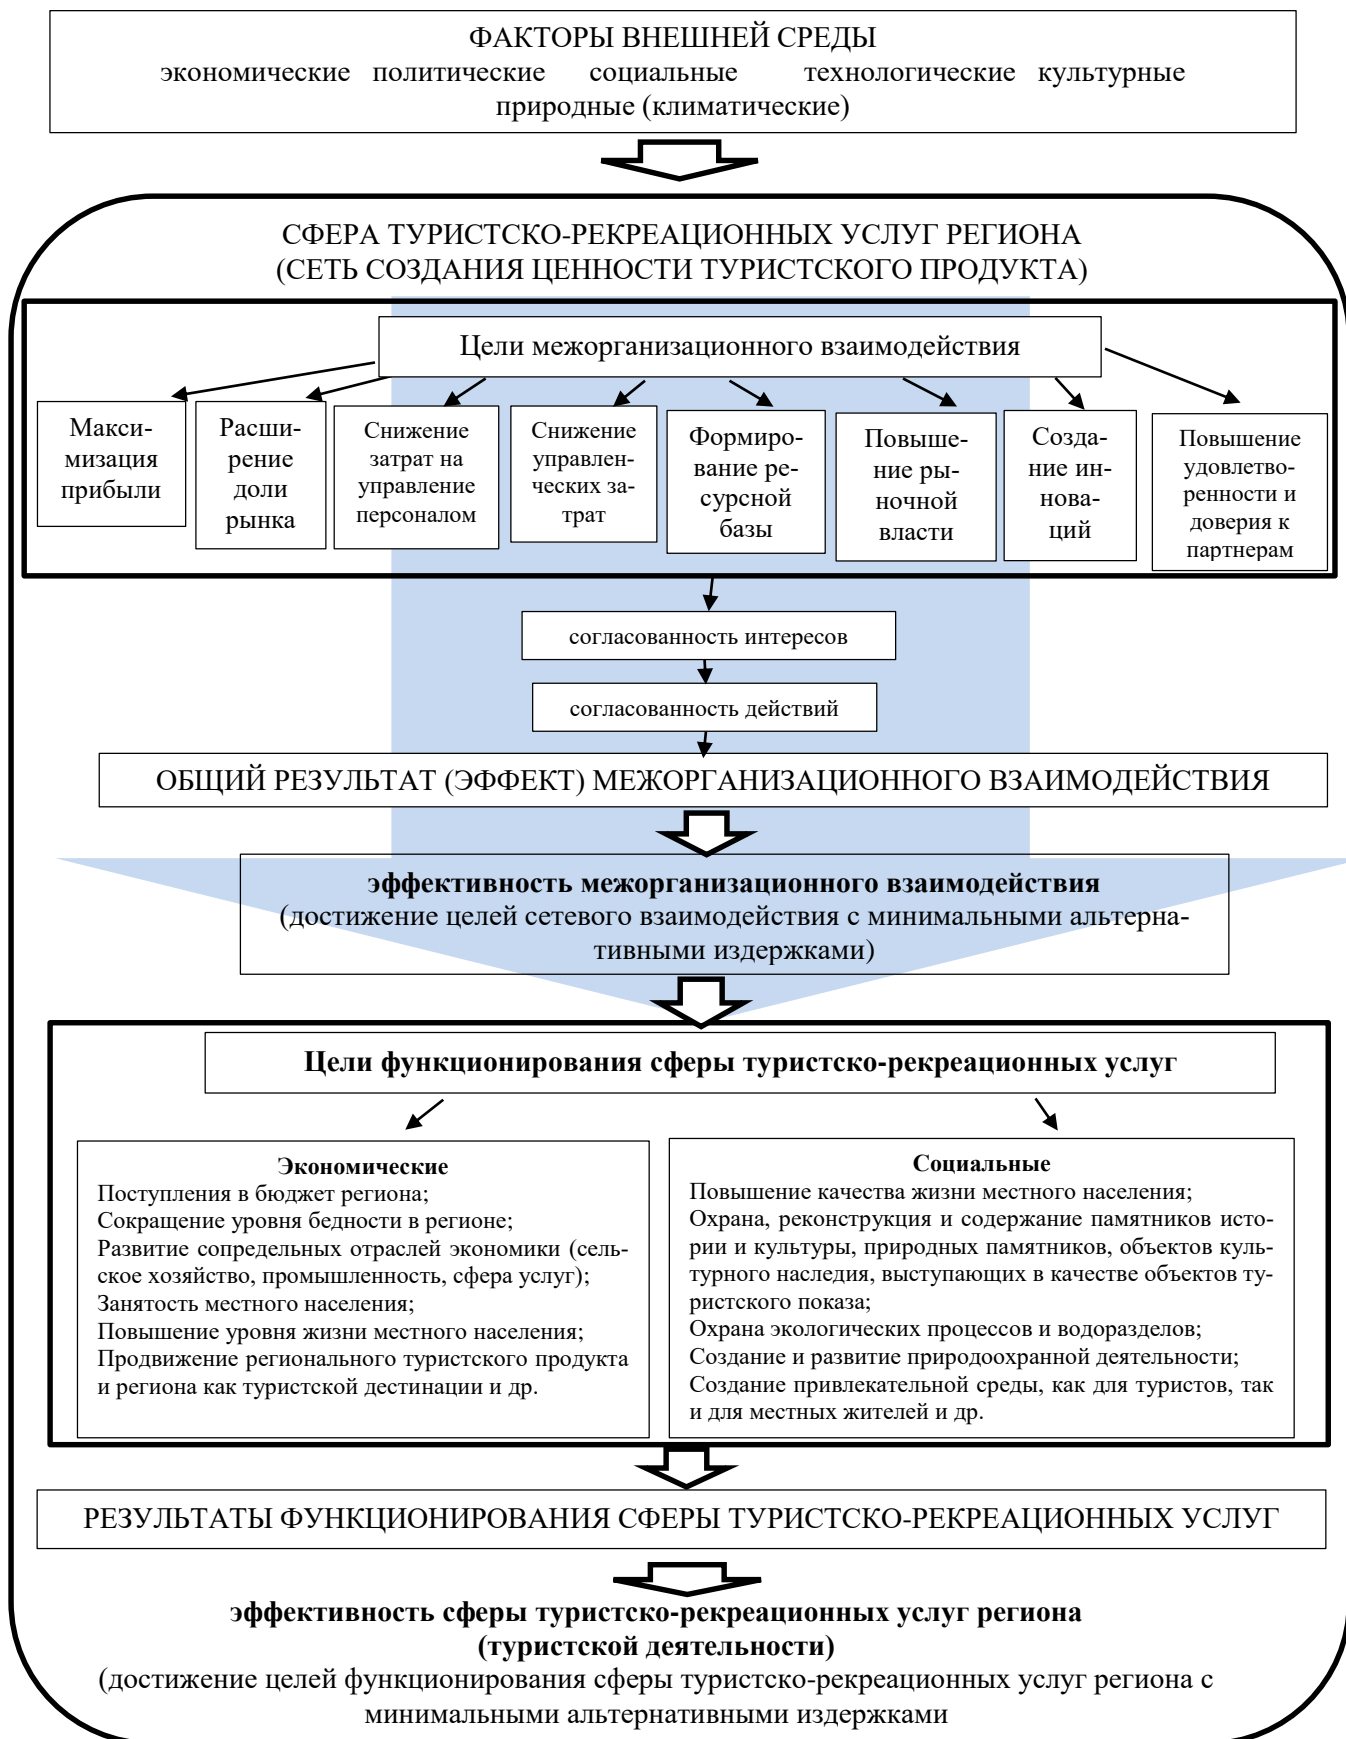 ФАКТОРЫ ВНЕШНЕЙ СРЕДЫ
экономические политические социальные технологические культурные
природные (климатические)
СФЕРА ТУРИСТСКО-РЕКРЕАЦИОННЫХ УСЛУГ РЕГИОНА
(СЕТЬ СОЗДАНИЯ ЦЕННОСТИ ТУРИСТСКОГО ПРОДУКТА)
Цели межорганизационного взаимодействия
Макси-
мизация
прибыли
Расши-
рение
доли
рынка
Снижение
затрат на
управление
персоналом
Снижение
управлен-
ческих за-
трат
Формиро-
вание ре-
сурсной
базы
Повыше-
ние ры-
ночной
власти
Созда-
ние ин-
нова-
ций
Повышение
удовлетво-
ренности и
доверия к
партнерам
согласованность интересов
согласованность действий
ОБЩИЙ РЕЗУЛЬТАТ (ЭФФЕКТ) МЕЖОРГАНИЗАЦИОННОГО ВЗАИМОДЕЙСТВИЯ
эффективность межорганизационного взаимодействия
(достижение целей сетевого взаимодействия с минимальными альтерна-
тивными издержками)
Цели функционирования сферы туристско-рекреационных услуг
Экономические
Поступления в бюджет региона;
Сокращение уровня бедности в регионе;
Развитие сопредельных отраслей экономики (сель-
ское хозяйство, промышленность, сфера услуг);
Занятость местного населения;
Повышение уровня жизни местного населения;
Продвижение регионального туристского продукта
и региона как туристской дестинации и др.
Социальные
Повышение качества жизни местного населения;
Охрана, реконструкция и содержание памятников исто-
рии и культуры, природных памятников, объектов куль-
турного наследия, выступающих в качестве объектов ту-
ристского показа;
Охрана экологических процессов и водоразделов;
Создание и развитие природоохранной деятельности;
Создание привлекательной среды, как для туристов, так
и для местных жителей и др.
РЕЗУЛЬТАТЫ ФУНКЦИОНИРОВАНИЯ СФЕРЫ ТУРИСТСКО-РЕКРЕАЦИОННЫХ УСЛУГ
эффективность сферы туристско-рекреационных услуг региона
(туристской деятельности)
(достижение целей функционирования сферы туристско-рекреационных услуг региона с
минимальными альтернативными издержками